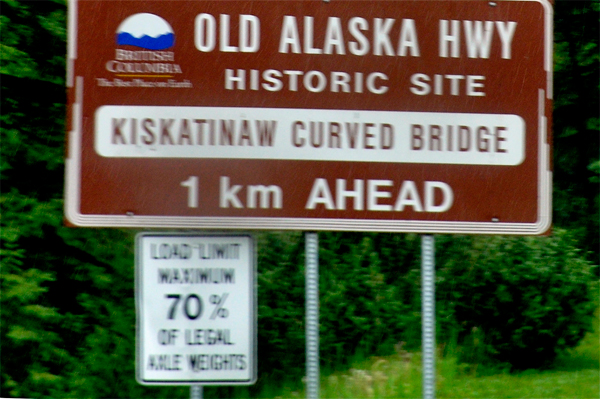 OLD ALASKA HWY
BRITISH
COLUMBIA
The Best Place on Earth
HISTORIC SITE
KISKATINAW CURVED BRIDGE
1 km AHEAD
LOAD LIMIT
MAXIMUM
70%
OF LEGAL
AXLE WEIGHTS